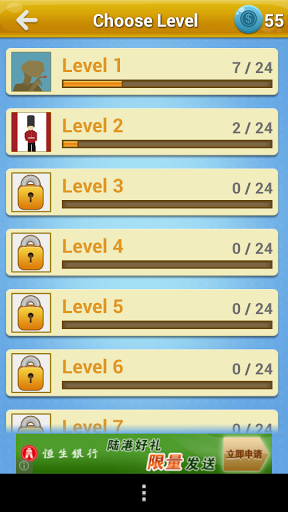 Choose Level
55
Level 1
7 / 24
Level 2
2 / 24
Level 3
0 / 24
Level 4
0 / 24
Level 5
0 / 24
Level 6
0 / 24
Level 7
0 / 24
恒生銀行
陆港好礼
限量发送
立即申请